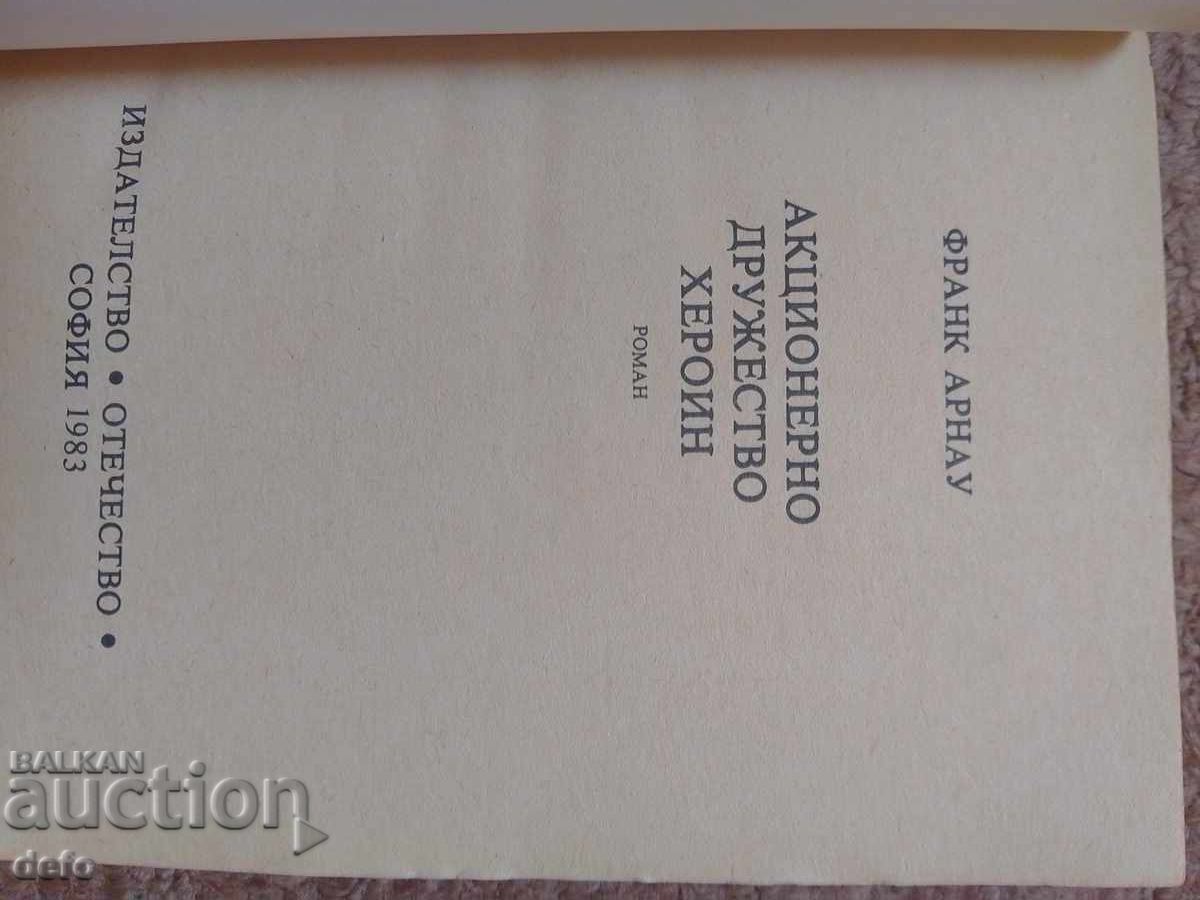 ФРАНК АРНАУ
АКЦИОНЕРНО
ДРУЖЕСТВО
ХЕРОИН
РОМАН
ИЗДАТЕЛСТВО • ОТЕЧЕСТВО •
СОФИЯ 1983
BALKAN
auction
defo